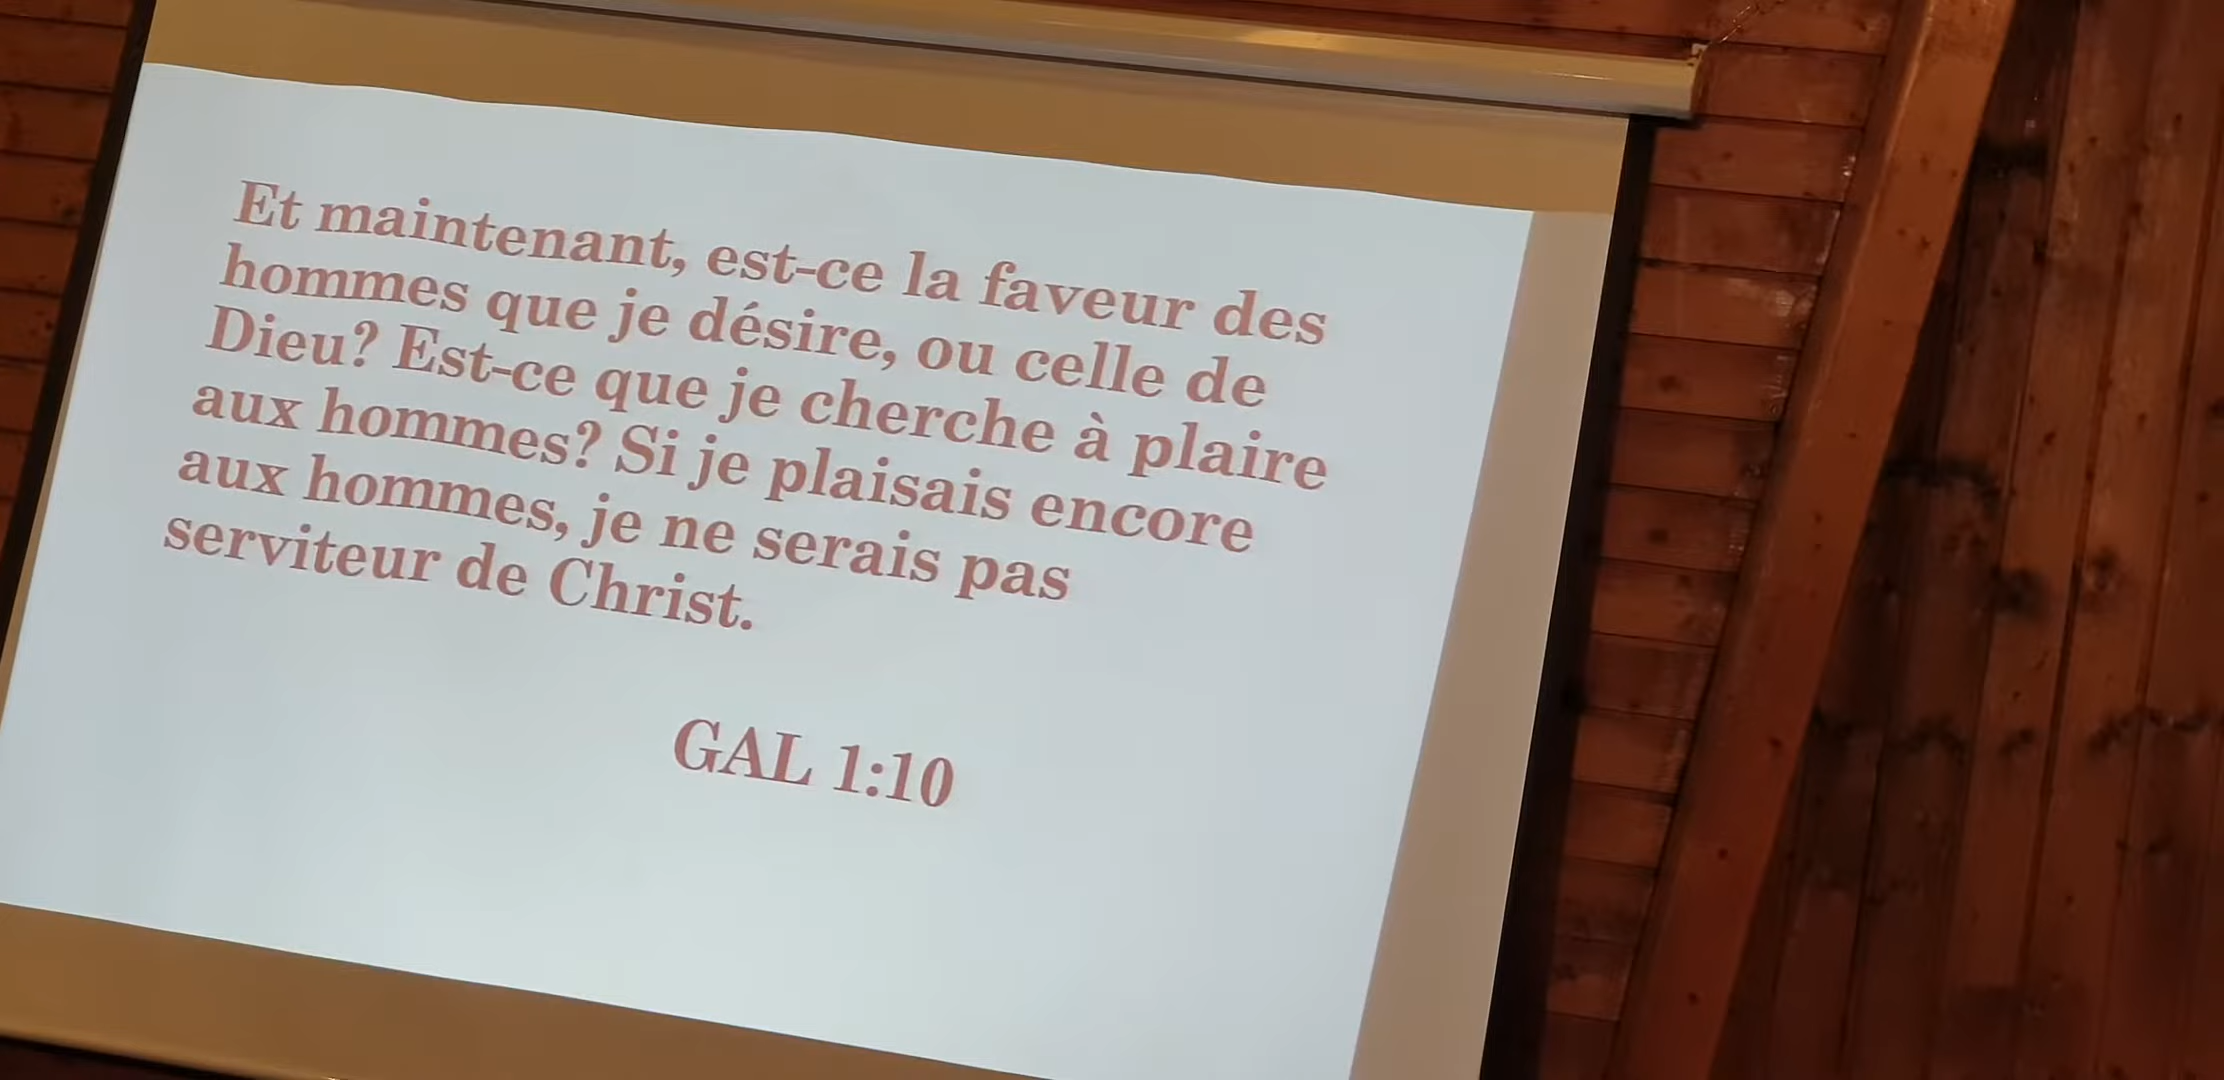 Et maintenant, est-ce la faveur des
hommes que je désire, ou celle de
Dieu? Est-ce que je cherche à plaire
aux hommes? Si je plaisais encore
aux hommes, je ne serais pas
serviteur de Christ.
GAL 1:10